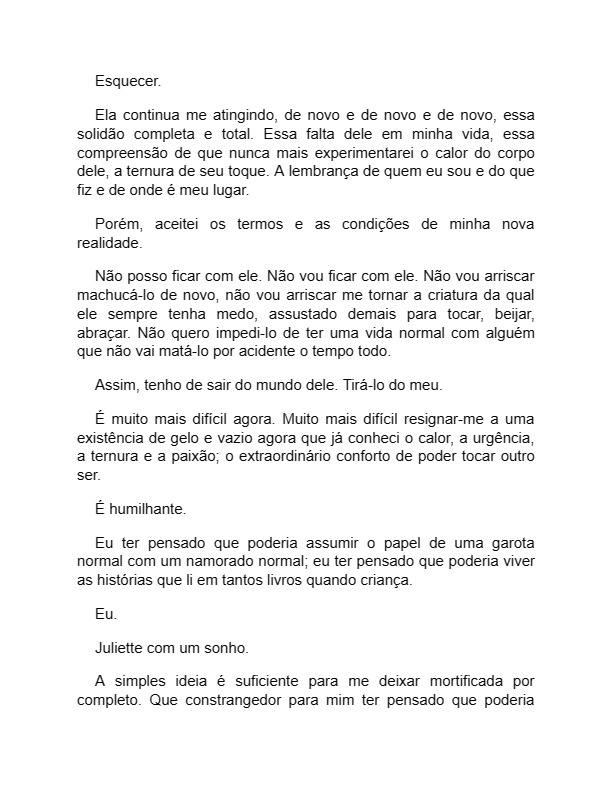 Esquecer.
Ela continua me atingindo, de novo e de novo e de novo, essa
solidão completa e total. Essa falta dele em minha vida, essa
compreensão de que nunca mais experimentarei o calor do corpo
dele, a ternura de seu toque. A lembrança de quem eu sou e do que
fiz e de onde é meu lugar.
Porém, aceitei os termos e as condições de minha nova
realidade.
Não posso ficar com ele. Não vou ficar com ele. Não vou arriscar
machucá-lo de novo, não vou arriscar me tornar a criatura da qual
ele sempre tenha medo, assustado demais para tocar, beijar,
abraçar. Não quero impedi-lo de ter uma vida normal com alguém
que não vai matá-lo por acidente o tempo todo.
Assim, tenho de sair do mundo dele. Tirá-lo do meu.
É muito mais difícil agora. Muito mais difícil resignar-me a uma
existência de gelo e vazio agora que já conheci o calor, a urgência,
a ternura e a paixão; o extraordinário conforto de poder tocar outro
ser.
É humilhante.
Eu ter pensado que poderia assumir o papel de uma garota
normal com um namorado normal; eu ter pensado que poderia viver
as histórias que li em tantos livros quando criança.
Eu.
Juliette com um sonho.
A simples ideia é suficiente para me deixar mortificada por
completo. Que constrangedor para mim ter pensado que poderia